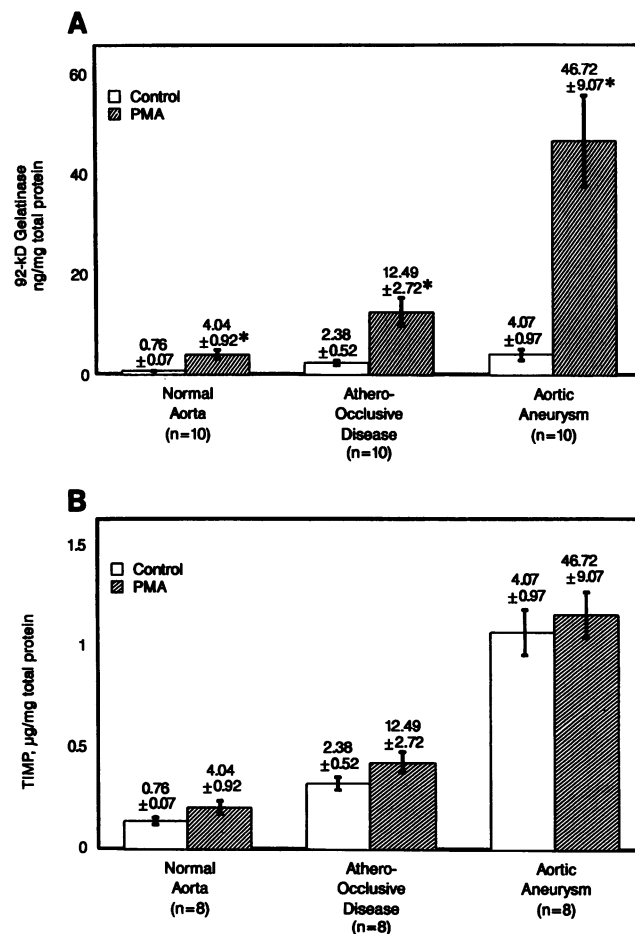 A
92-kD Gelatinase
ng/mg total protein
60
40
20
0
Control
PMA
0.76
±0.07
4.04
±0.92*
2.38
±0.52
12.49
±2.72*
4.07
±0.97
46.72
±9.07*
Normal
Aorta
(n=10)
Athero-
Occlusive
Disease
(n=10)
Aortic
Aneurysm
(n=10)
B
TIMP, µg/mg total protein
1.5
1
0.5
0
Control
PMA
0.76
±0.07
4.04
±0.92
2.38
±0.52
12.49
±2.72
4.07
±0.97
46.72
±9.07
Normal
Aorta
(n=8)
Athero-
Occlusive
Disease
(n=8)
Aortic
Aneurysm
(n=8)